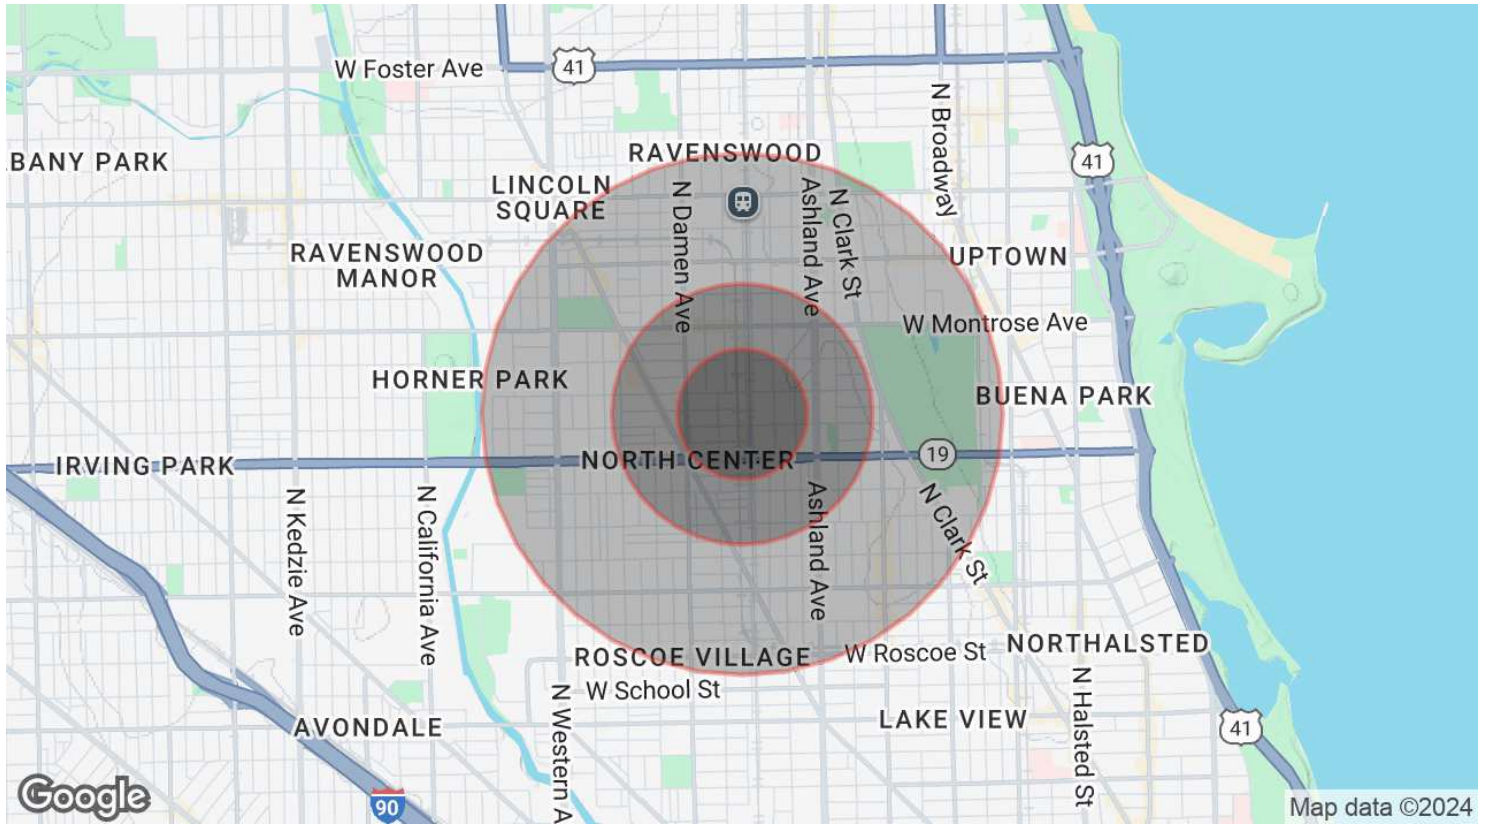 W Foster Ave
41
N Broadway
41
BANY PARK
RAVENSWOOD
LINCOLN
SQUARE
N Damen Ave
Ashland Ave
N Clark St
RAVENSWOOD
MANOR
UPTOWN
W Montrose Ave
HORNER PARK
BUENA PARK
IRVING PARK
NORTH CENTER
19
N Kedzie Ave
N California Ave
Ashland Ave
N Clark St
ROSCOE VILLAGE
W Roscoe St
NORTHALSTED
W School St
N Western A
N Halsted St
AVONDALE
LAKE VIEW
41
Google
90
Map data ©2024